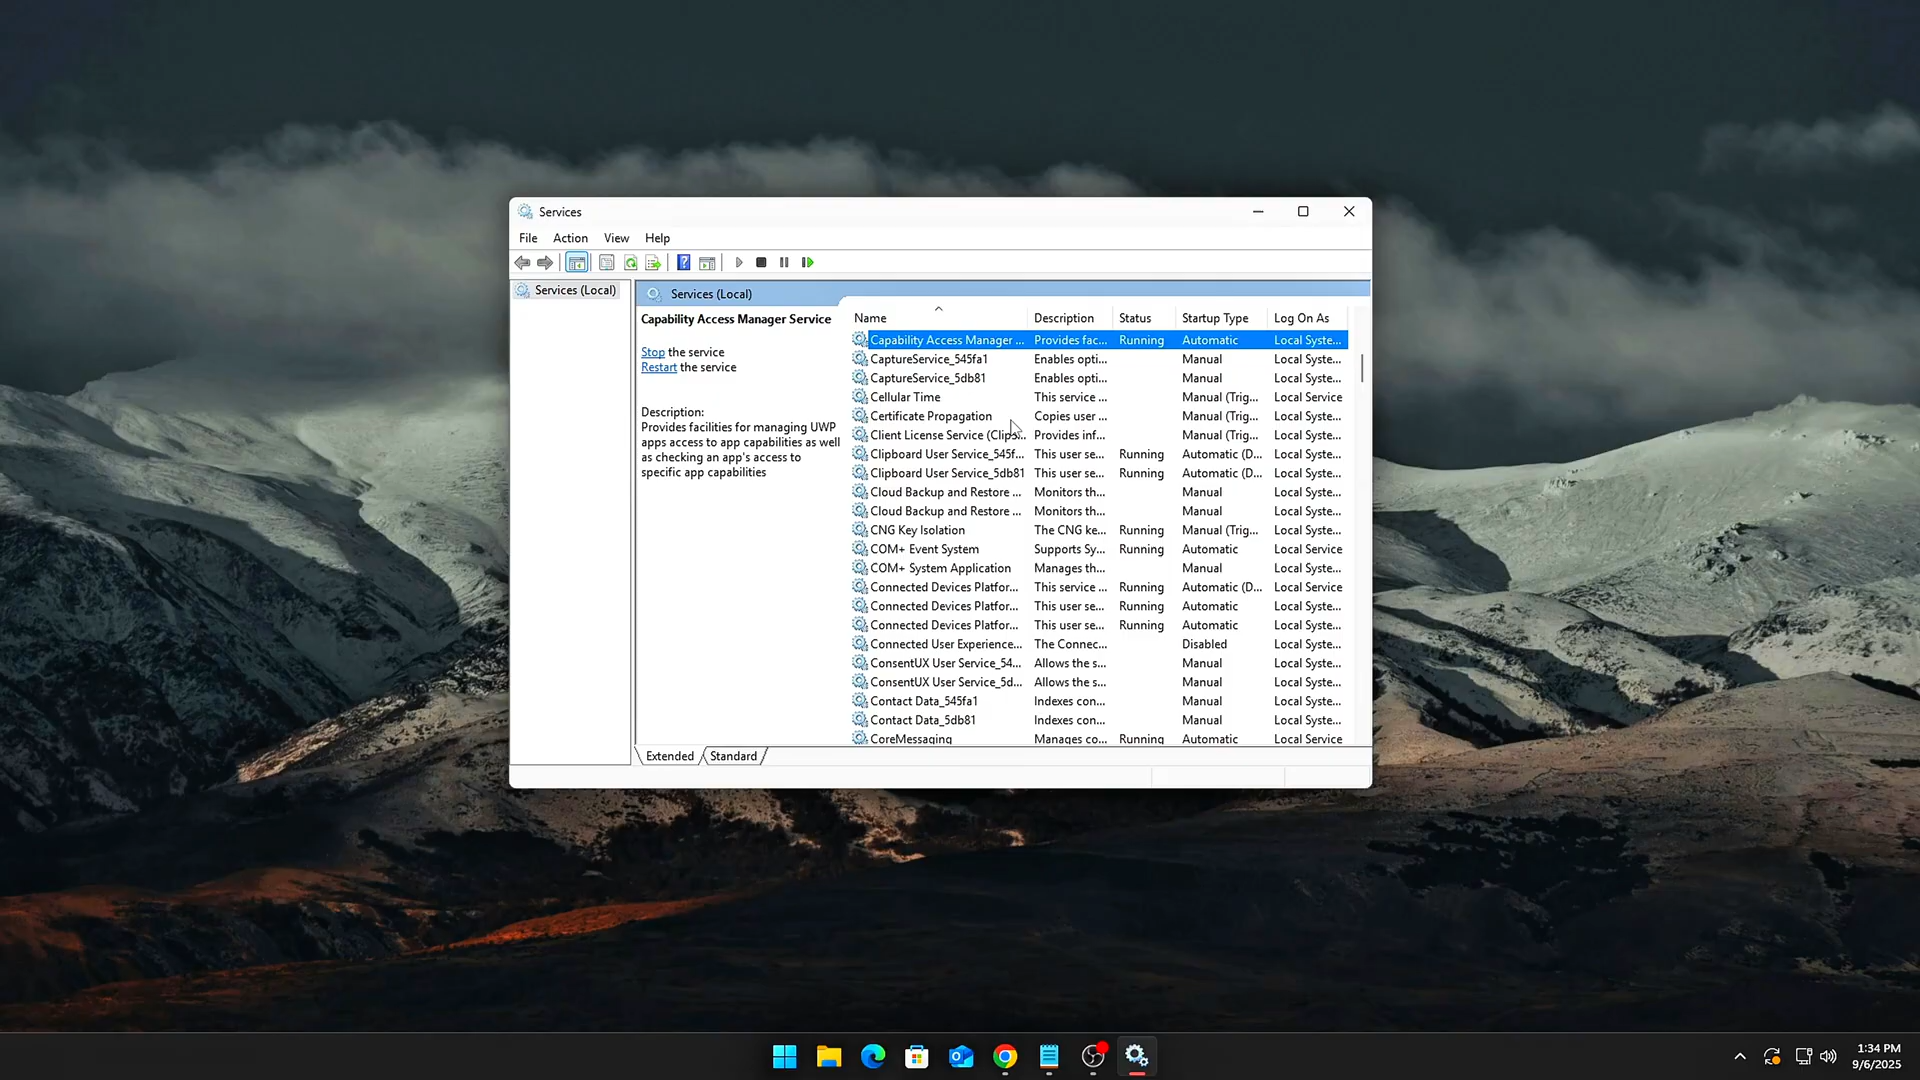 Services
File Action View Help
Services (Local)
Services (Local)
Capability Access Manager Service
Stop the service
Restart the service
Description:
Provides facilities for managing UWP
apps access to app capabilities as well
as checking an app's access to
specific app capabilities
Name Description Status Startup Type Log On As
Capability Access Manager ... Provides fac... Running Automatic Local Syste...
CaptureService_545fa1 Enables opti... Manual Local Syste...
CaptureService_5db81 Enables opti... Manual Local Syste...
Cellular Time This service ... Manual (Trig... Local Service
Certificate Propagation Copies user ... Manual (Trig... Local Syste...
Client License Service (Clip... Provides inf... Manual (Trig... Local Syste...
Clipboard User Service_545f... This user se... Running Automatic (D... Local Syste...
Clipboard User Service_5db81 This user se... Running Automatic (D... Local Syste...
Cloud Backup and Restore ... Monitors th... Manual Local Syste...
Cloud Backup and Restore ... Monitors th... Manual Local Syste...
CNG Key Isolation The CNG ke... Running Manual (Trig... Local Syste...
COM+ Event System Supports Sy... Running Automatic Local Service
COM+ System Application Manages th... Manual Local Syste...
Connected Devices Platfor... This service ... Running Automatic (D... Local Service
Connected Devices Platfor... This user se... Running Automatic Local Syste...
Connected Devices Platfor... This user se... Running Automatic Local Syste...
Connected User Experience... The Connec... Disabled Local Syste...
ConsentUX User Service_54... Allows the s... Manual Local Syste...
ConsentUX User Service_5d... Allows the s... Manual Local Syste...
Contact Data_545fa1 Indexes con... Manual Local Syste...
Contact Data_5db81 Indexes con... Manual Local Syste...
CoreMessaging Manages co... Running Automatic Local Service
Extended Standard
1:34 PM
9/6/2025